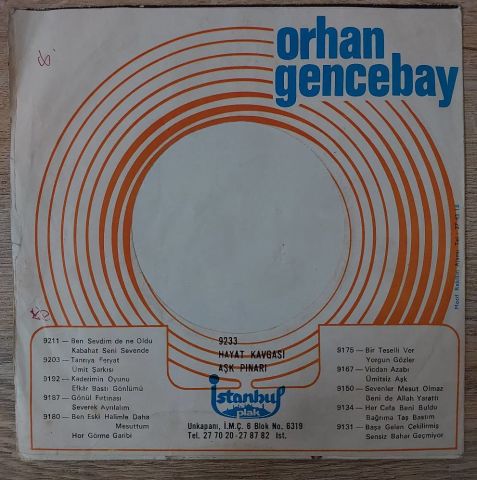 orhan
gencebay
9211 — Ben Sevdim de ne Oldu
Kabahat Seni Sevende
9203 — Tanrıya Feryat
Ümit Şarkısı
9192 — Kaderimin Oyunu
Efkâr Bastı Gönlümü
9187 — Gönül Fırtınası
Severek Ayrılalım
9180 — Ben Eski Halimle Daha
Mesuttum
Hor Görme Garibi
9233
HAYAT KAVGASI
AŞK PINARI
istanbul
plak
Unkapanı, İ.M.Ç. 6 Blok No. 6319
Tel. 27 70 20 - 27 87 82 İst.
9175 — Bir Teselli Ver
Yorgun Gözler
9167 — Vicdan Azabı
Ümitsiz Aşk
9150 — Sevenler Mesut Olmaz
Beni de Allah Yarattı
9134 — Her Cefa Beni Buldu
Bağrıma Taş Bastım
9131 — Başa Gelen Çekilirmiş
Sensiz Bahar Geçmiyor